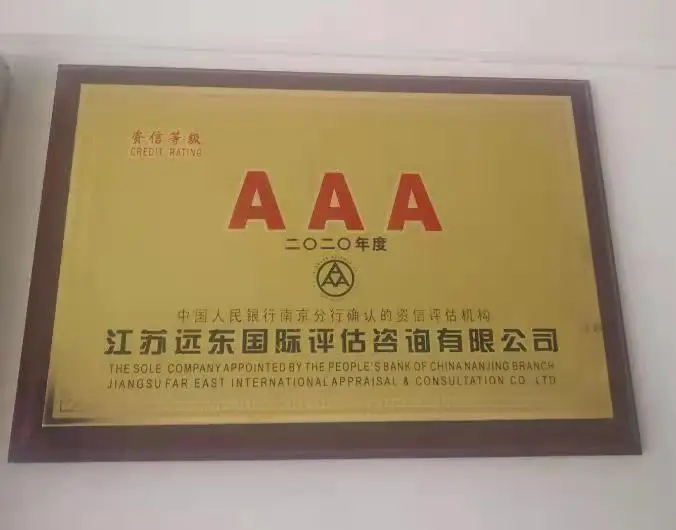 资信等级
CREDIT RATING
AAA
二〇二〇年度
中国人民银行南京分行确认的资信评估机构
江苏远东国际评估咨询有限公司
THE SOLE COMPANY APPOINTED BY THE PEOPLE'S BANK OF CHINA NANJING BRANCH
JIANGSU FAR EAST INTERNATIONAL APPRAISAL & CONSULTATION CO. LTD